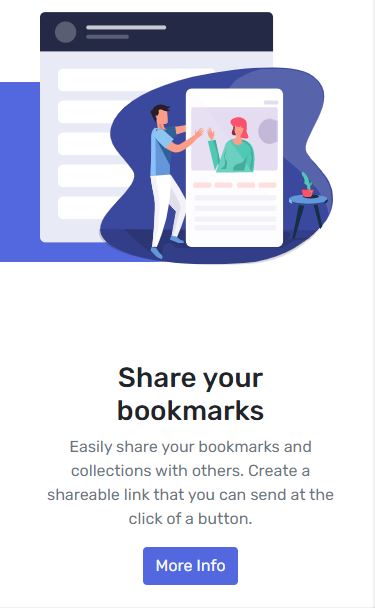 Share your
bookmarks
Easily share your bookmarks and
collections with others. Create a
shareable link that you can send at the
click of a button.
More Info